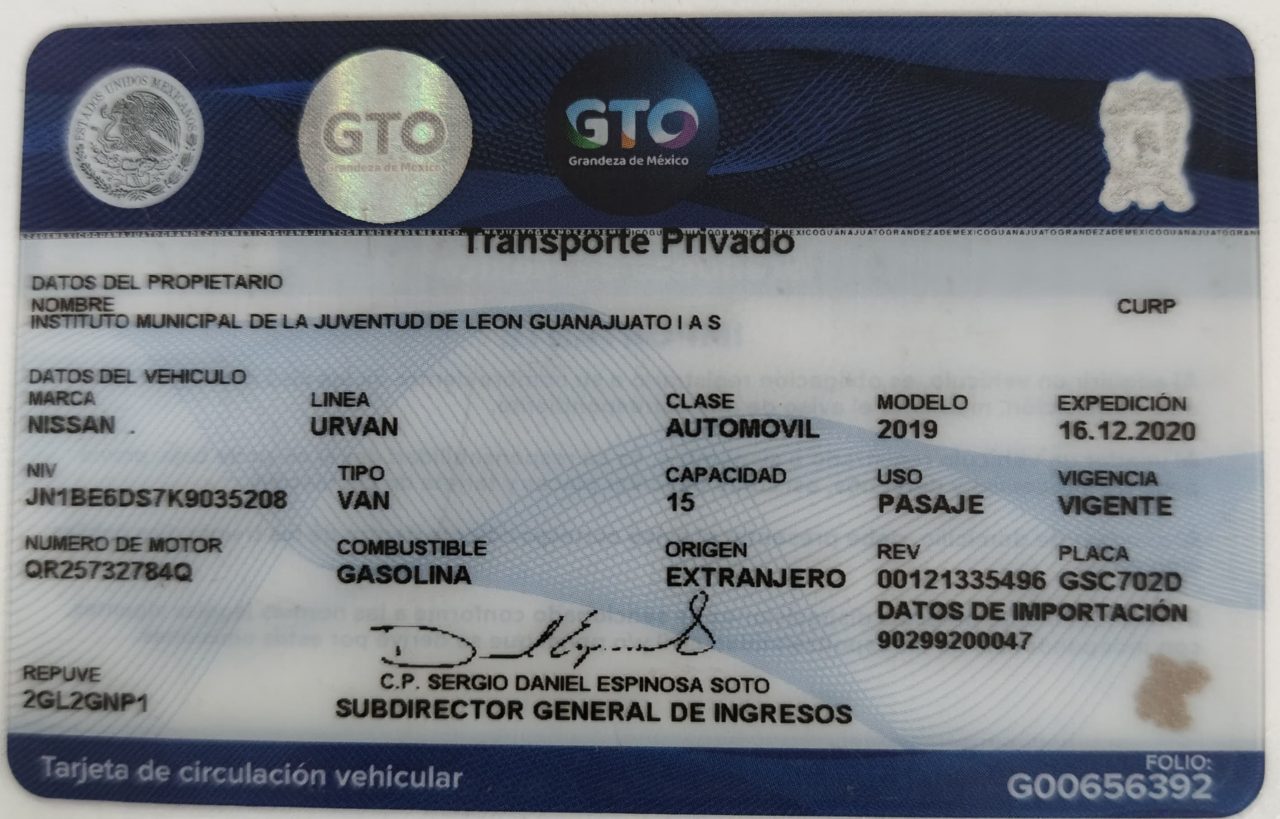 ESTADOS UNIDOS MEXICANOS
GTO
Grandeza de México
GTO
Grandeza de México
Transporte Privado
DATOS DEL PROPIETARIO
NOMBRE CURP
INSTITUTO MUNICIPAL DE LA JUVENTUD DE LEON GUANAJUATO I A S
DATOS DEL VEHICULO
MARCA LINEA CLASE MODELO EXPEDICIÓN
NISSAN URVAN AUTOMOVIL 2019 16.12.2020
NIV TIPO CAPACIDAD USO VIGENCIA
JN1BE6DS7K9035208 VAN 15 PASAJE VIGENTE
NUMERO DE MOTOR COMBUSTIBLE ORIGEN REV PLACA
QR25732784Q GASOLINA EXTRANJERO 00121335496 GSC702D
DATOS DE IMPORTACIÓN
90299200047
REPUVE
2GL2GNP1
C.P. SERGIO DANIEL ESPINOSA SOTO
SUBDIRECTOR GENERAL DE INGRESOS
Tarjeta de circulación vehicular
FOLIO:
G00656392